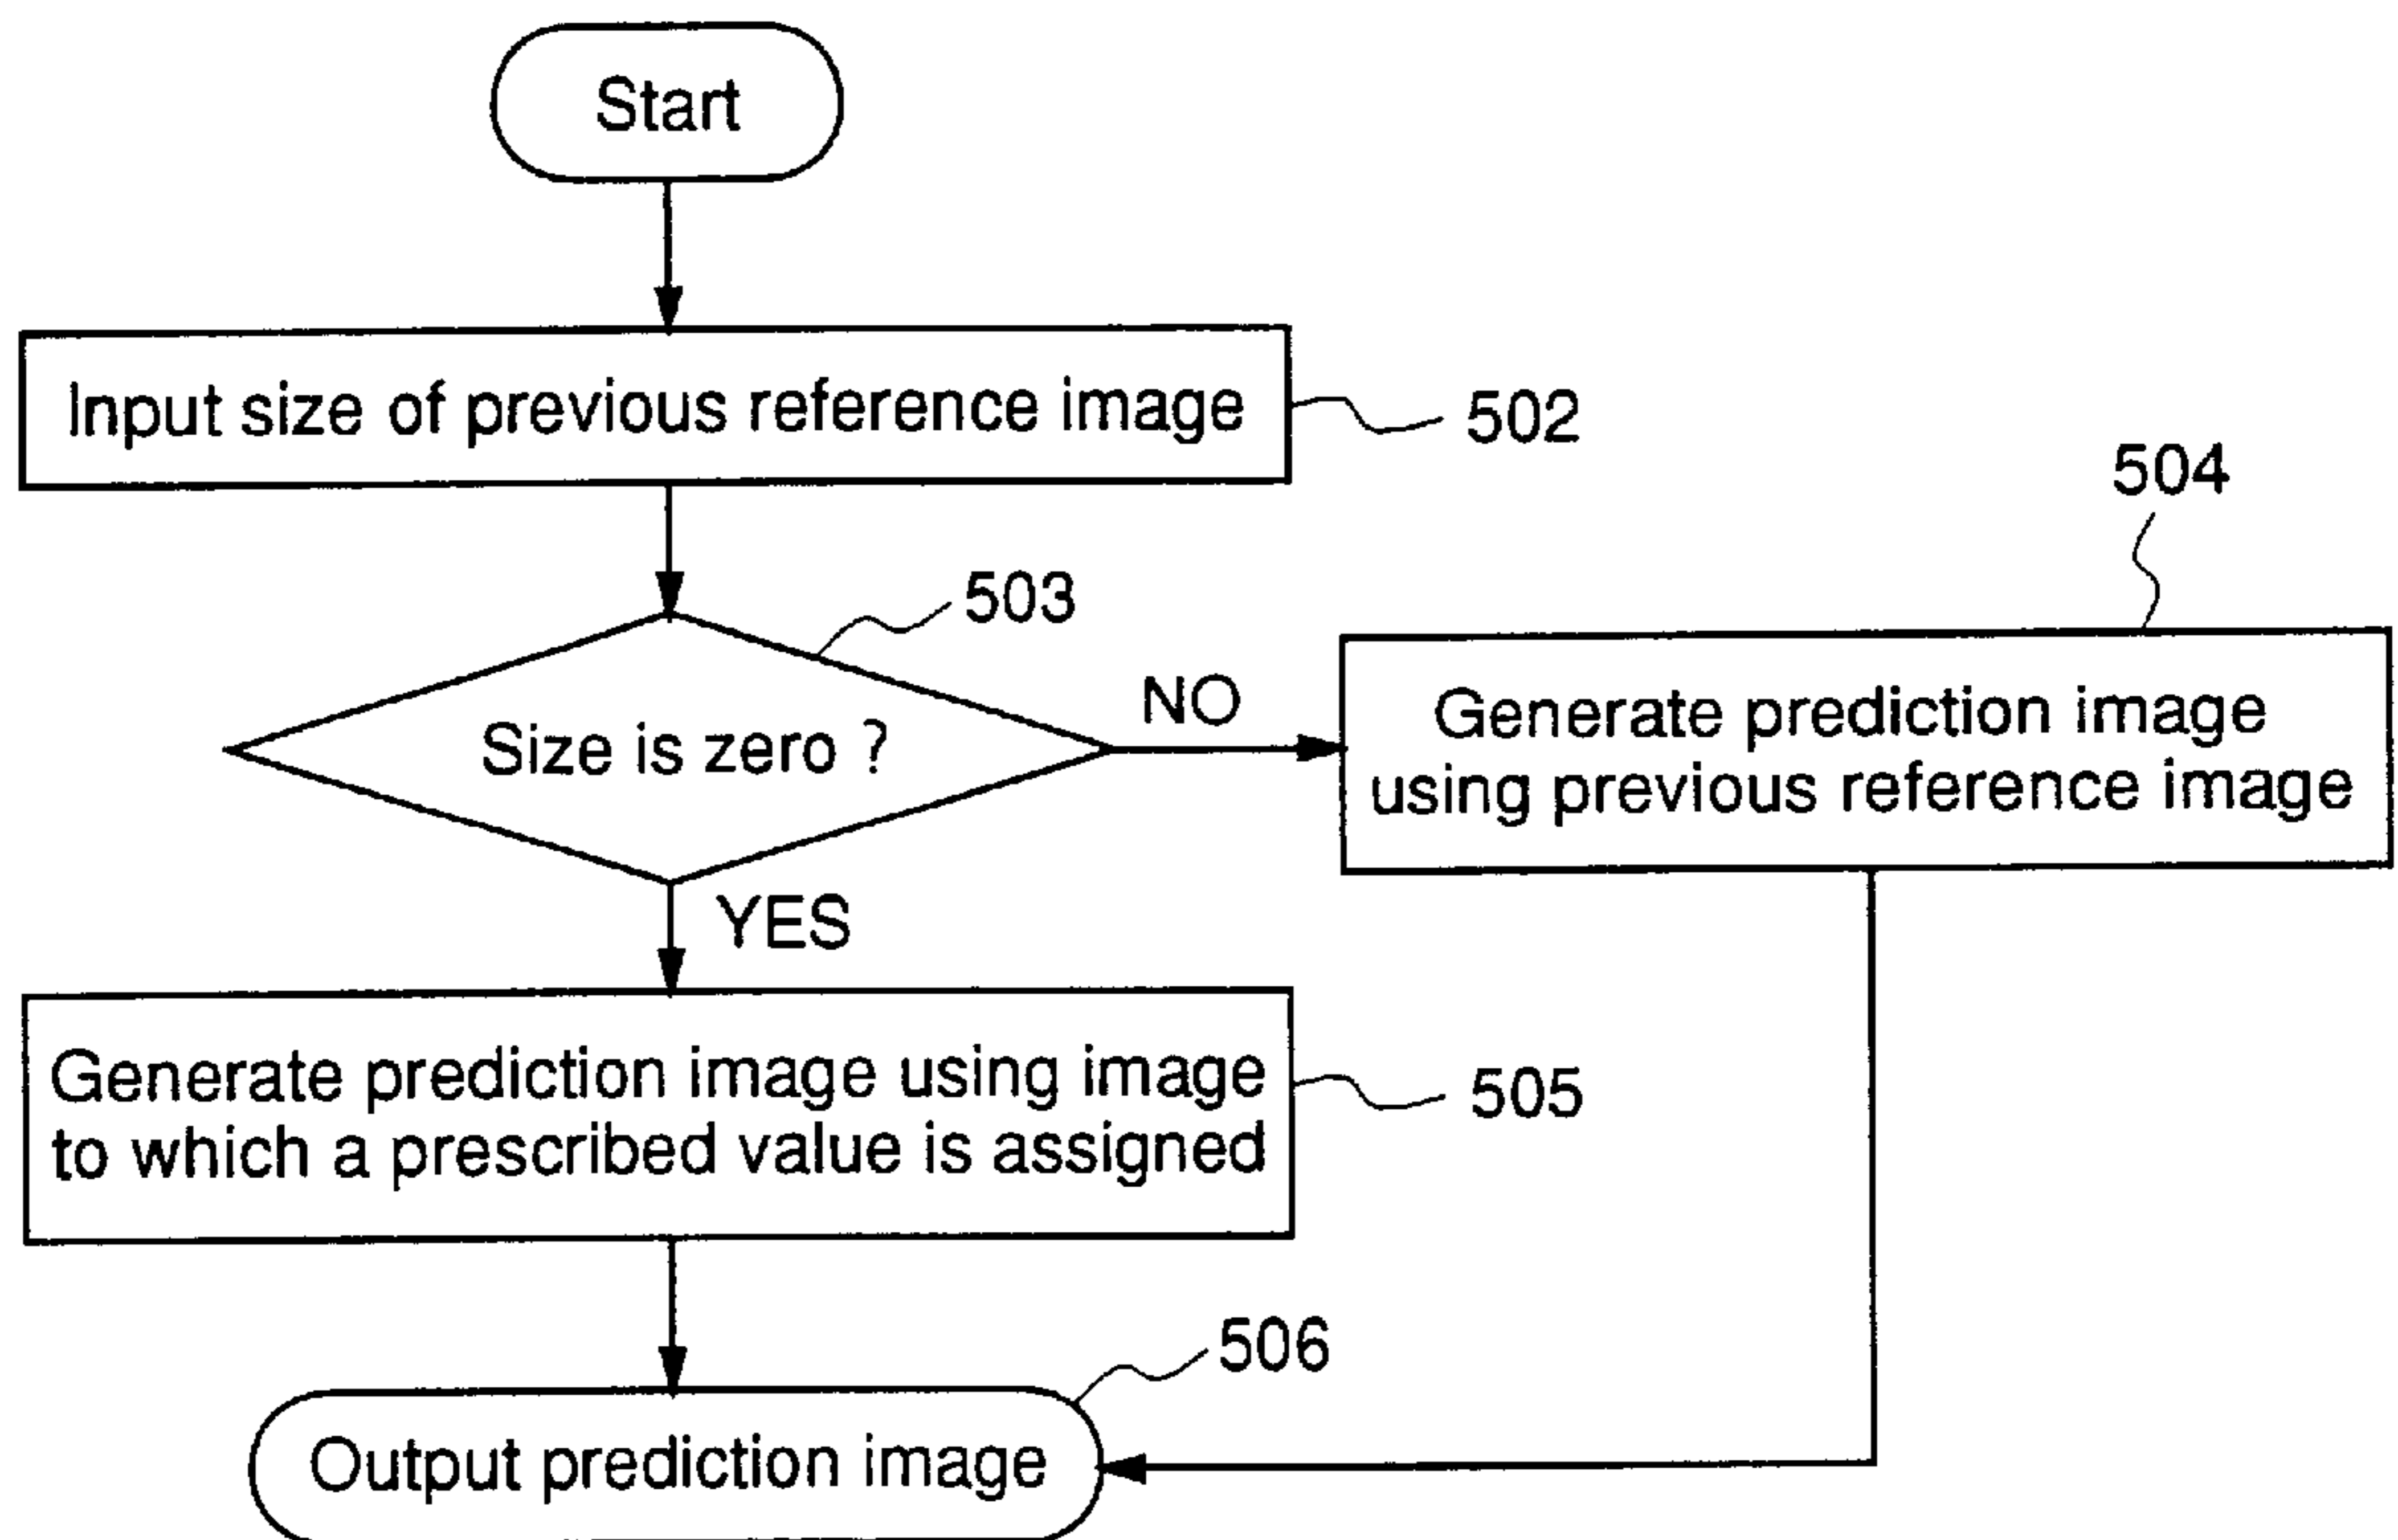 Start
Input size of previous reference image
502
503
504
Size is zero ?
NO
Generate prediction image
using previous reference image
YES
Generate prediction image using image
to which a prescribed value is assigned
505
506
Output prediction image